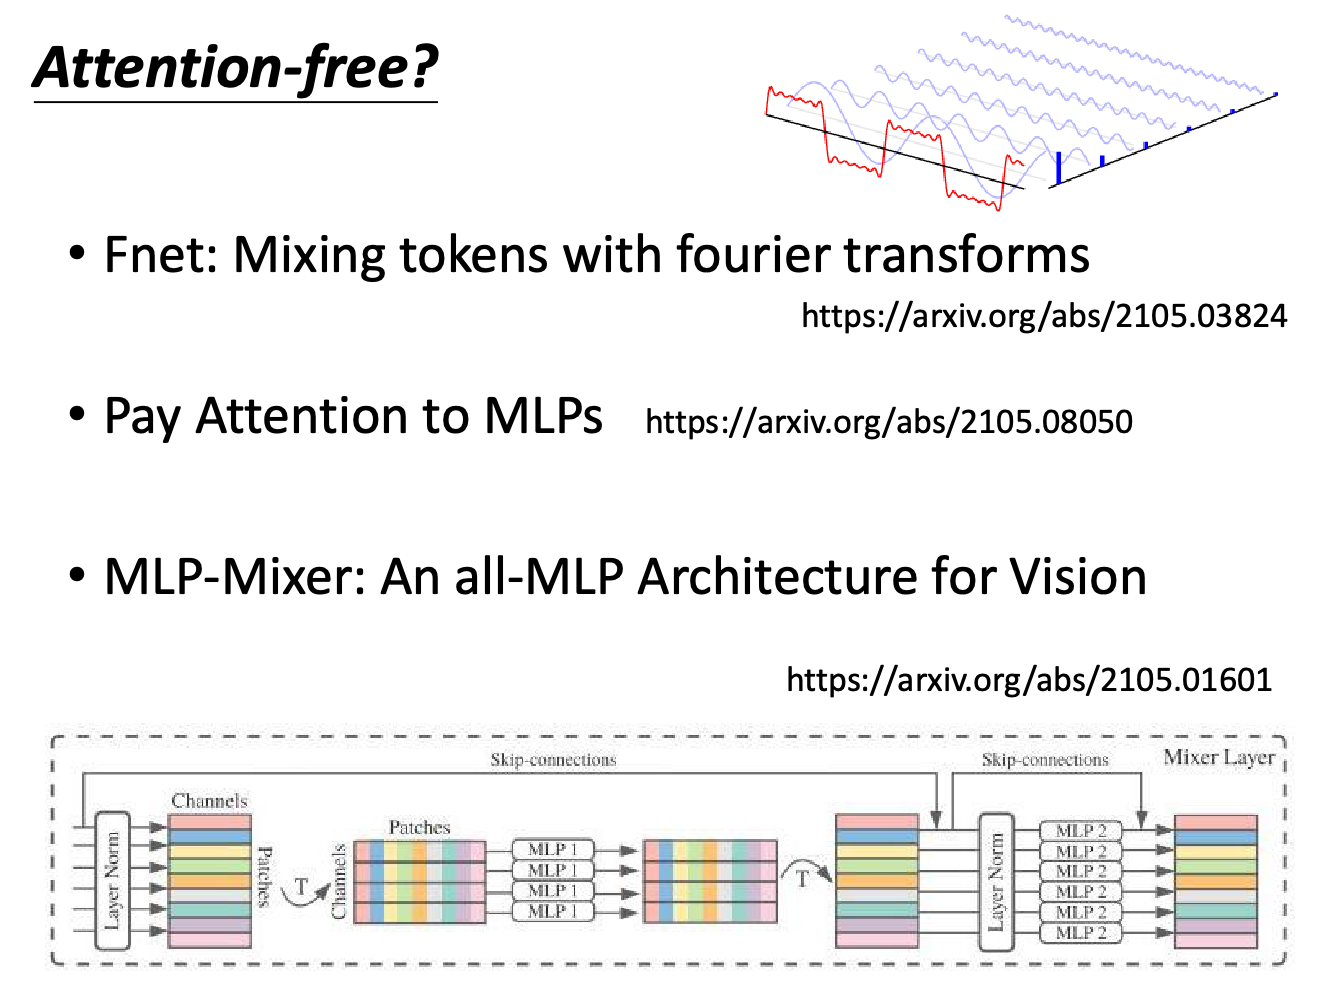 Attention-free?
• Fnet: Mixing tokens with fourier transforms
https://arxiv.org/abs/2105.03824
• Pay Attention to MLPs https://arxiv.org/abs/2105.08050
• MLP-Mixer: An all-MLP Architecture for Vision
https://arxiv.org/abs/2105.01601
Skip-connections
Skip-connections
Mixer Layer
Layer Norm
Channels
Patches
T
Channels
Patches
MLP 1
MLP 1
MLP 1
MLP 1
T
Layer Norm
MLP 2
MLP 2
MLP 2
MLP 2
MLP 2
MLP 2